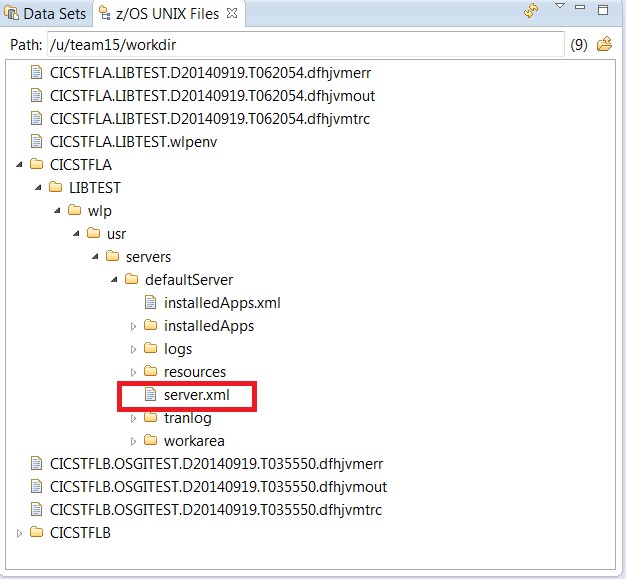 Data Sets z/OS UNIX Files
Path: /u/team15/workdir (9)
CICSTFLA.LIBTEST.D20140919.T062054.dfhjvmerr
CICSTFLA.LIBTEST.D20140919.T062054.dfhjvmout
CICSTFLA.LIBTEST.D20140919.T062054.dfhjvmtrc
CICSTFLA.LIBTEST.wlpenv
CICSTFLA
LIBTEST
wlp
usr
servers
defaultServer
installedApps.xml
installedApps
logs
resources
server.xml
tranlog
workarea
CICSTFLB.OSGITEST.D20140919.T035550.dfhjvmerr
CICSTFLB.OSGITEST.D20140919.T035550.dfhjvmout
CICSTFLB.OSGITEST.D20140919.T035550.dfhjvmtrc
CICSTFLB